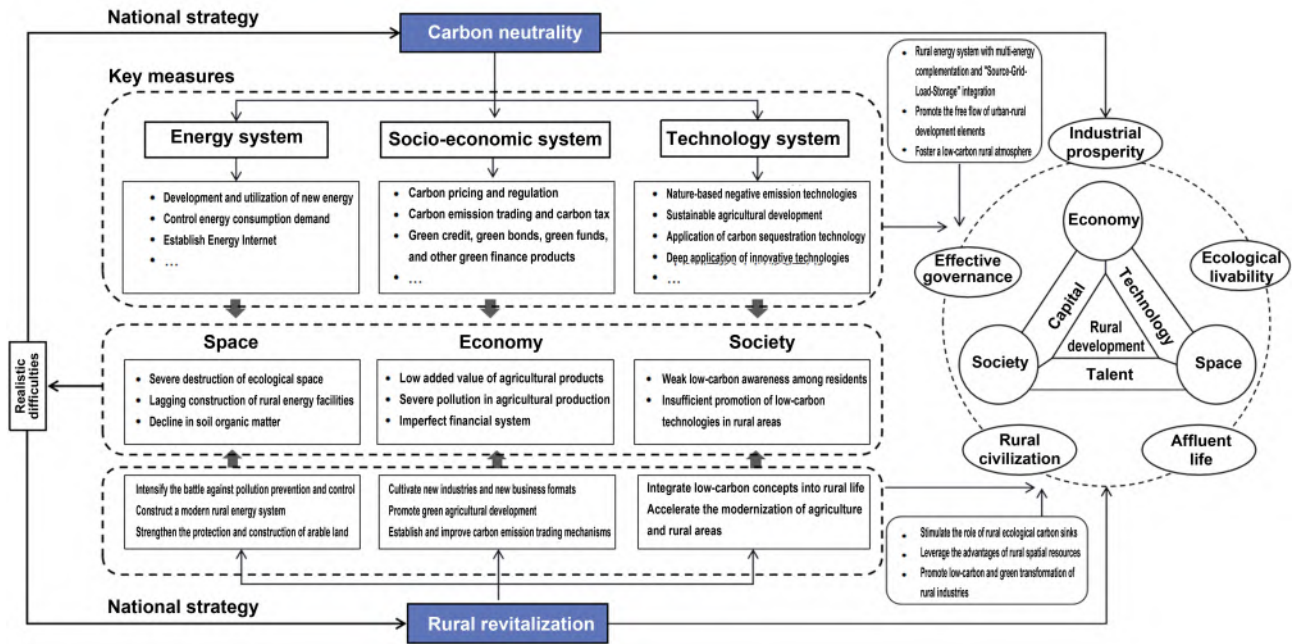 National strategy
Carbon neutrality
Key measures
Energy system
Socio-economic system
Technology system
• Development and utilization of new energy
• Control energy consumption demand
• Establish Energy Internet
• ...
• Carbon pricing and regulation
• Carbon emission trading and carbon tax
• Green credit, green bonds, green funds,
and other green finance products
• ...
• Nature-based negative emission technologies
• Sustainable agricultural development
• Application of carbon sequestration technology
• Deep application of innovative technologies
• ...
Realistic
difficulties
Space
Economy
Society
• Severe destruction of ecological space
• Lagging construction of rural energy facilities
• Decline in soil organic matter
• Low added value of agricultural products
• Severe pollution in agricultural production
• Imperfect financial system
• Weak low-carbon awareness among residents
• Insufficient promotion of low-carbon
technologies in rural areas
Intensify the battle against pollution prevention and control
Construct a modern rural energy system
Strengthen the protection and construction of arable land
Cultivate new industries and new business formats
Promote green agricultural development
Establish and improve carbon emission trading mechanisms
Integrate low-carbon concepts into rural life
Accelerate the modernization of agriculture
and rural areas
National strategy
Rural revitalization
• Rural energy system with multi-energy
complementation and "Source-Grid-
Load-Storage" integration
• Promote the free flow of urban-rural
development elements
• Foster a low-carbon rural atmosphere
Industrial
prosperity
Effective
governance
Ecological
livability
Rural
civilization
Affluent
life
Economy
Society
Space
Capital
Technology
Talent
Rural
development
• Stimulate the role of rural ecological carbon sinks
• Leverage the advantages of rural spatial resources
• Promote low-carbon and green transformation of
rural industries